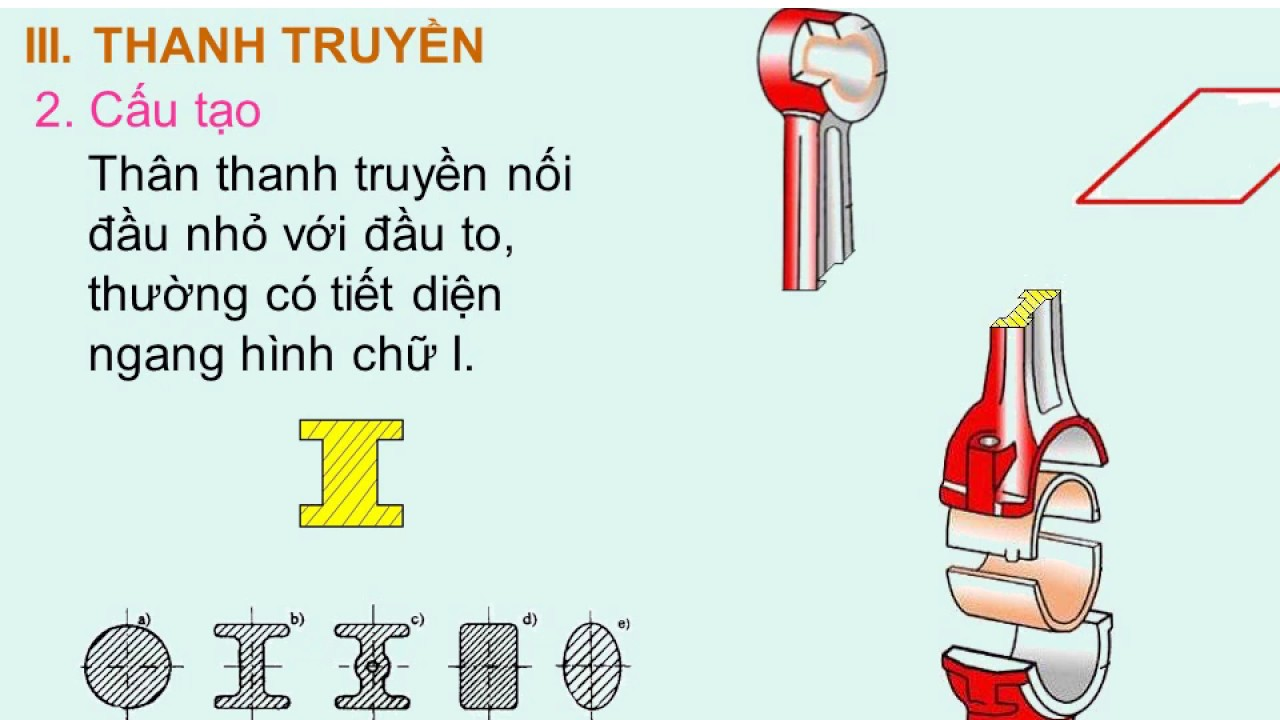 III. THANH TRUYỀN
2. Cấu tạo
Thân thanh truyền nối
đầu nhỏ với đầu to,
thường có tiết diện
ngang hình chữ I.
a) b) c) d) e)